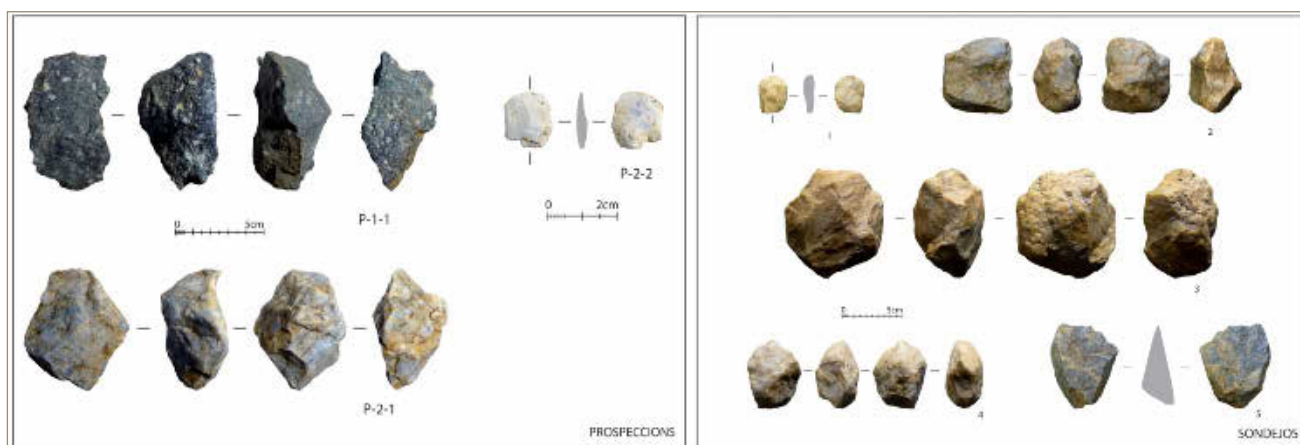 P-2-2
0 2cm
0 5cm
P-1-1
P-2-1
PROSPECCIONS
1
2
3
0 5cm
4
5
SONDEJOS